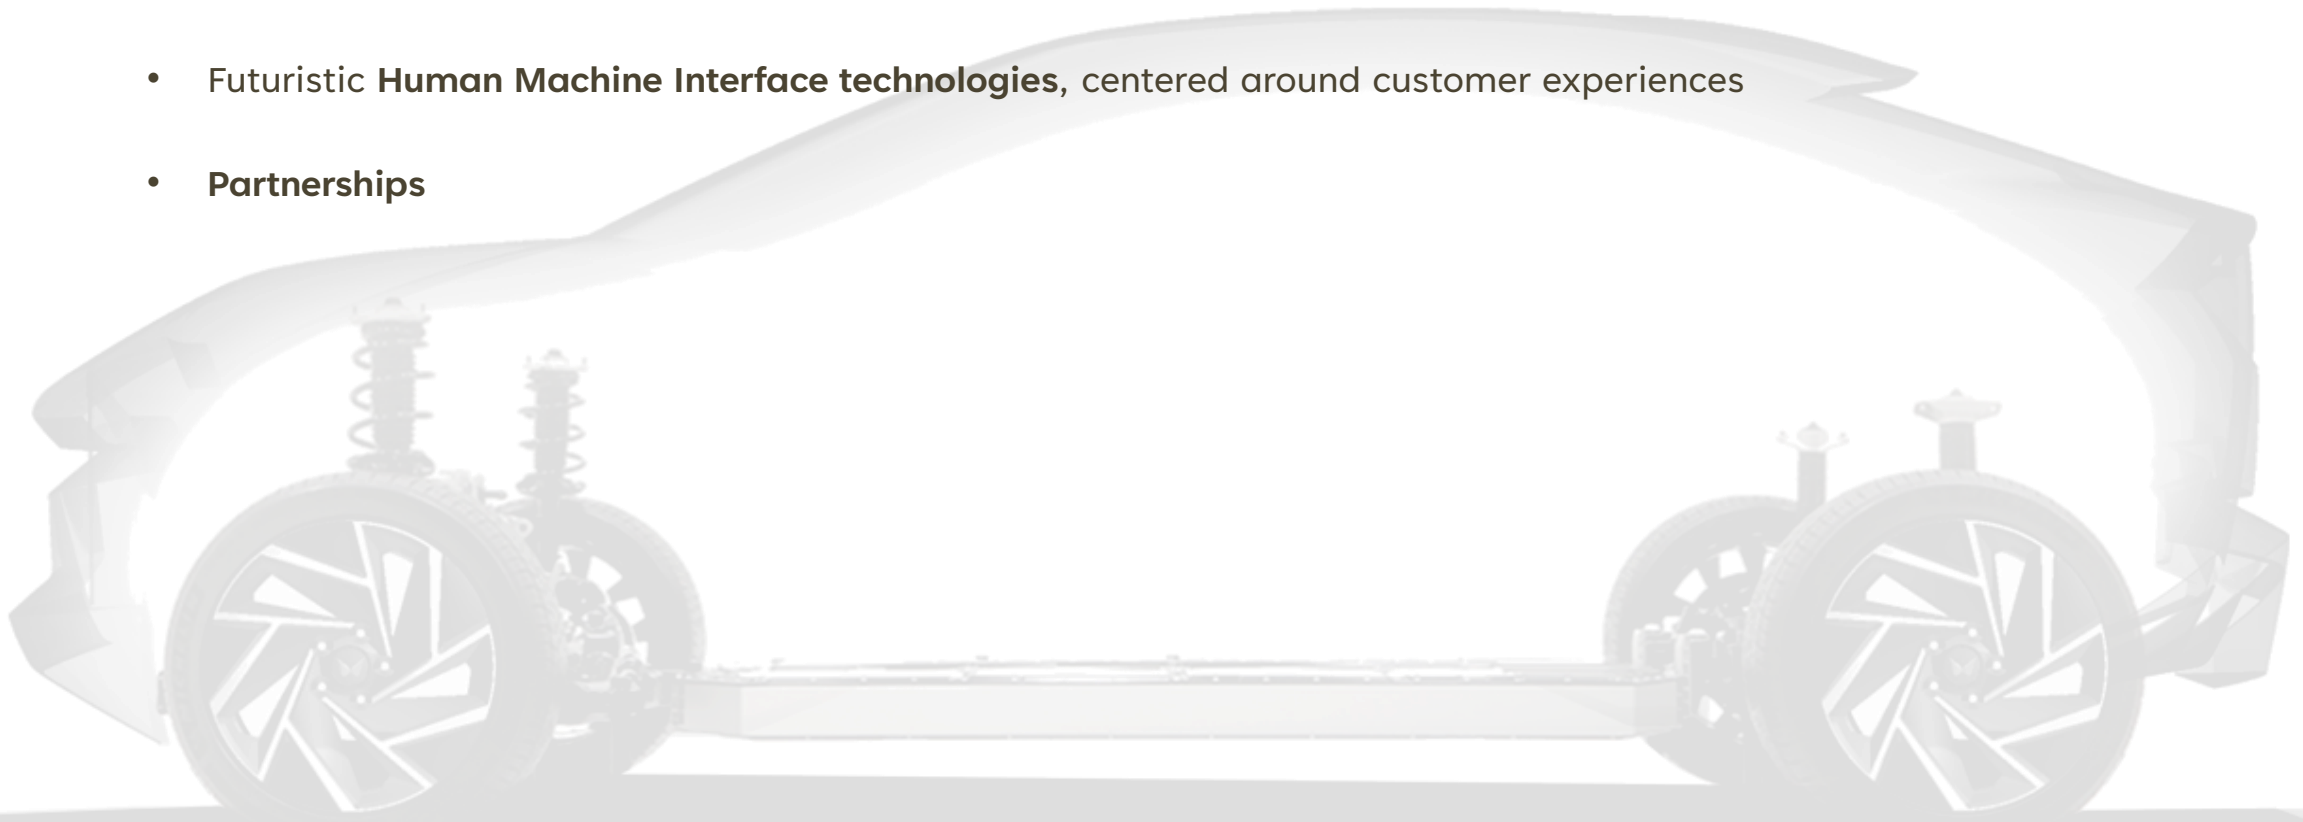 • Futuristic Human Machine Interface technologies, centered around customer experiences
• Partnerships